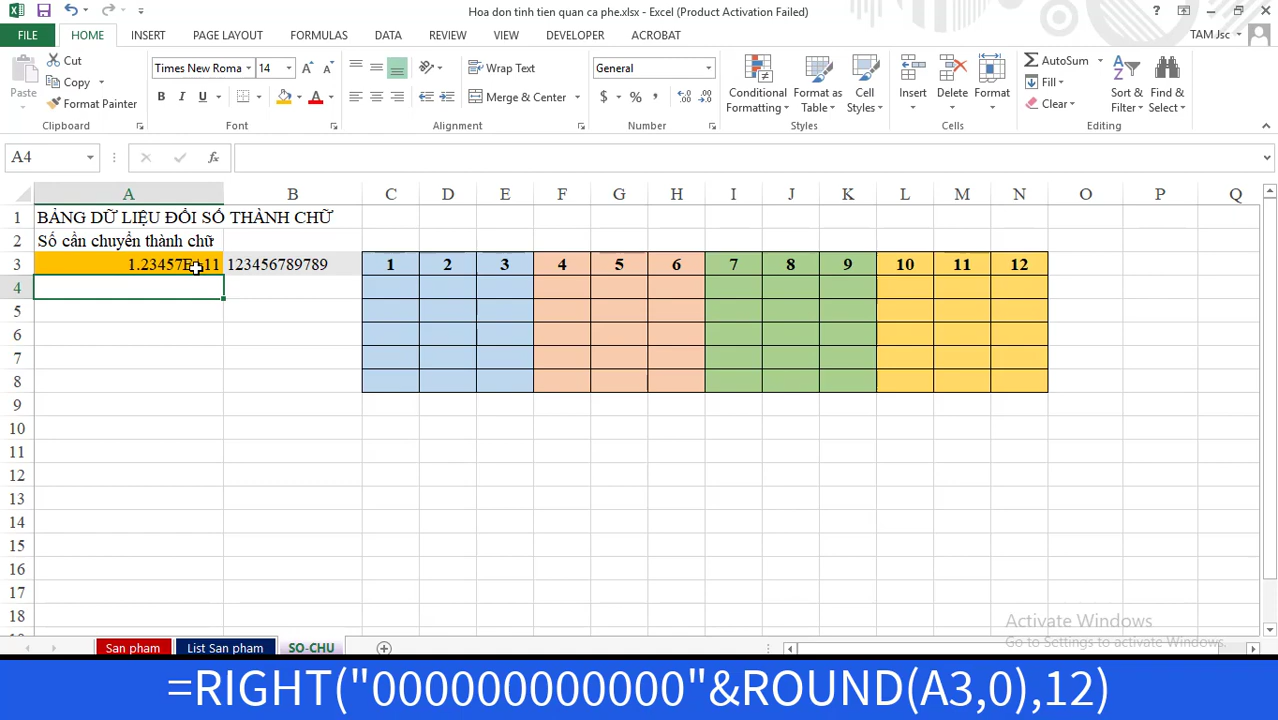 Hoa don tinh tien quan ca phe.xlsx - Excel (Product Activation Failed)
FILE HOME INSERT PAGE LAYOUT FORMULAS DATA REVIEW VIEW DEVELOPER ACROBAT TAM Jsc
Cut Times New Roma 14 Wrap Text General AutoSum
Copy Fill
Paste Format Painter B I U Merge & Center $ % , Conditional Formatting Format as Table Cell Styles Insert Delete Format Clear Sort & Filter Find & Select
Clipboard Font Alignment Number Styles Cells Editing
A4 fx
A B C D E F G H I J K L M N O P Q
1 BẢNG DỮ LIỆU ĐỔI SỐ THÀNH CHỮ
2 Số cần chuyển thành chữ
3 1.23457E+11 123456789789 1 2 3 4 5 6 7 8 9 10 11 12
4
5
6
7
8
9
10
11
12
13
14
15
16
17
18
Activate Windows
Go to Settings to activate Windows.
San pham List San pham SO-CHU
=RIGHT("000000000000"&ROUND(A3,0),12)